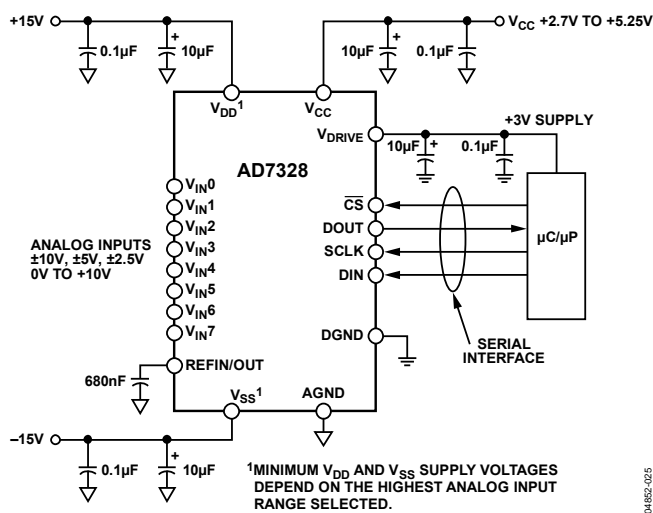 +15V
0.1µF
+
10µF
VDD1
VCC +2.7V TO +5.25V
10µF
+
0.1µF
VCC
AD7328
VDRIVE
+3V SUPPLY
10µF
+
0.1µF
VIN0
VIN1
VIN2
VIN3
VIN4
VIN5
VIN6
VIN7
ANALOG INPUTS
±10V, ±5V, ±2.5V
0V TO +10V
CS
DOUT
SCLK
DIN
µC/µP
SERIAL
INTERFACE
DGND
REFIN/OUT
680nF
VSS1
AGND
–15V
0.1µF
+
10µF
1MINIMUM VDD AND VSS SUPPLY VOLTAGES
DEPEND ON THE HIGHEST ANALOG INPUT
RANGE SELECTED.
04852-025